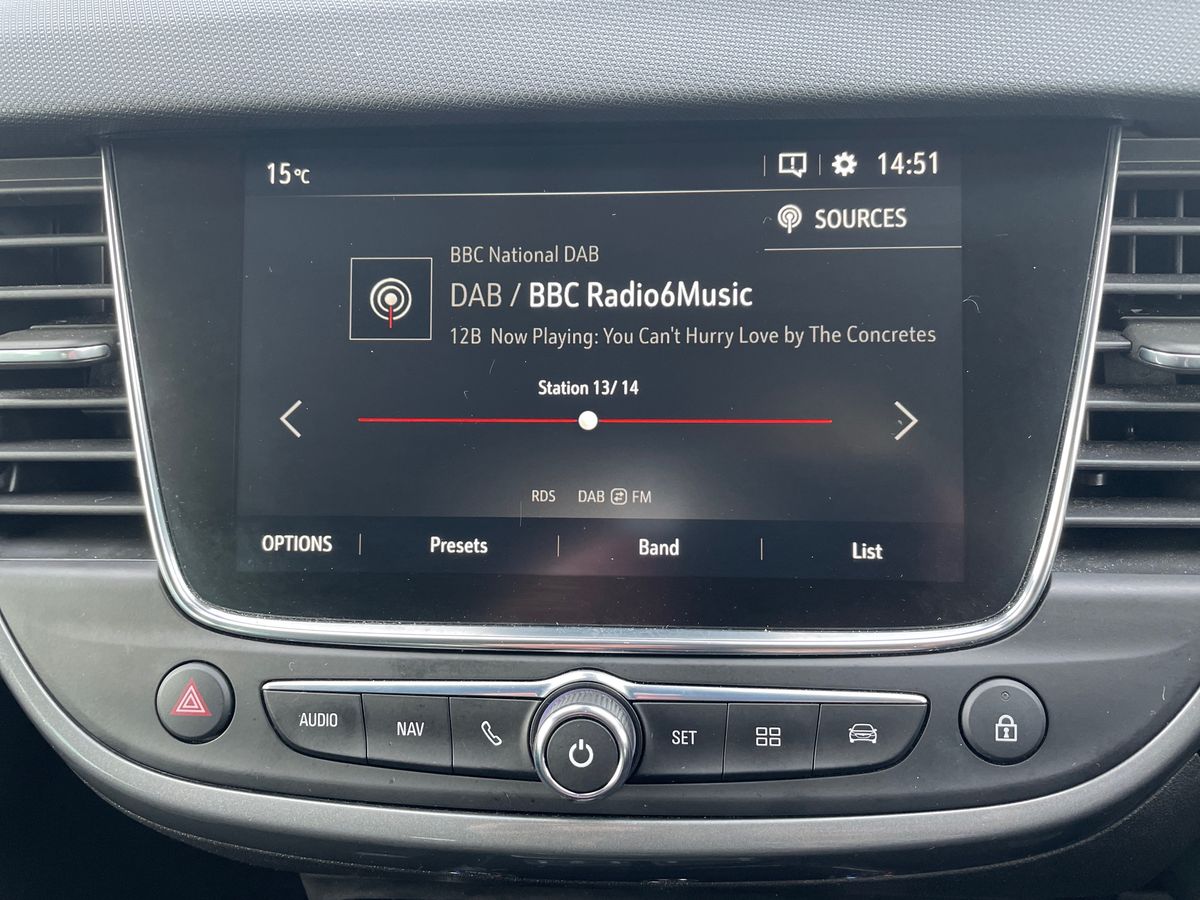 15°C
14:51
SOURCES
BBC National DAB
DAB / BBC Radio6Music
12B Now Playing: You Can't Hurry Love by The Concretes
Station 13/ 14
RDS DAB FM
OPTIONS Presets Band List
AUDIO NAV SET